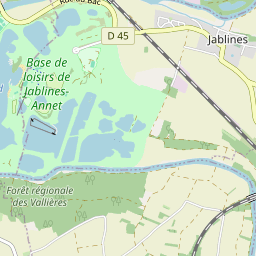 Rue du Bac
D 45
Jablines
Base de
loisirs de
Jablines-
Annet
Forêt régionale
des Vallières